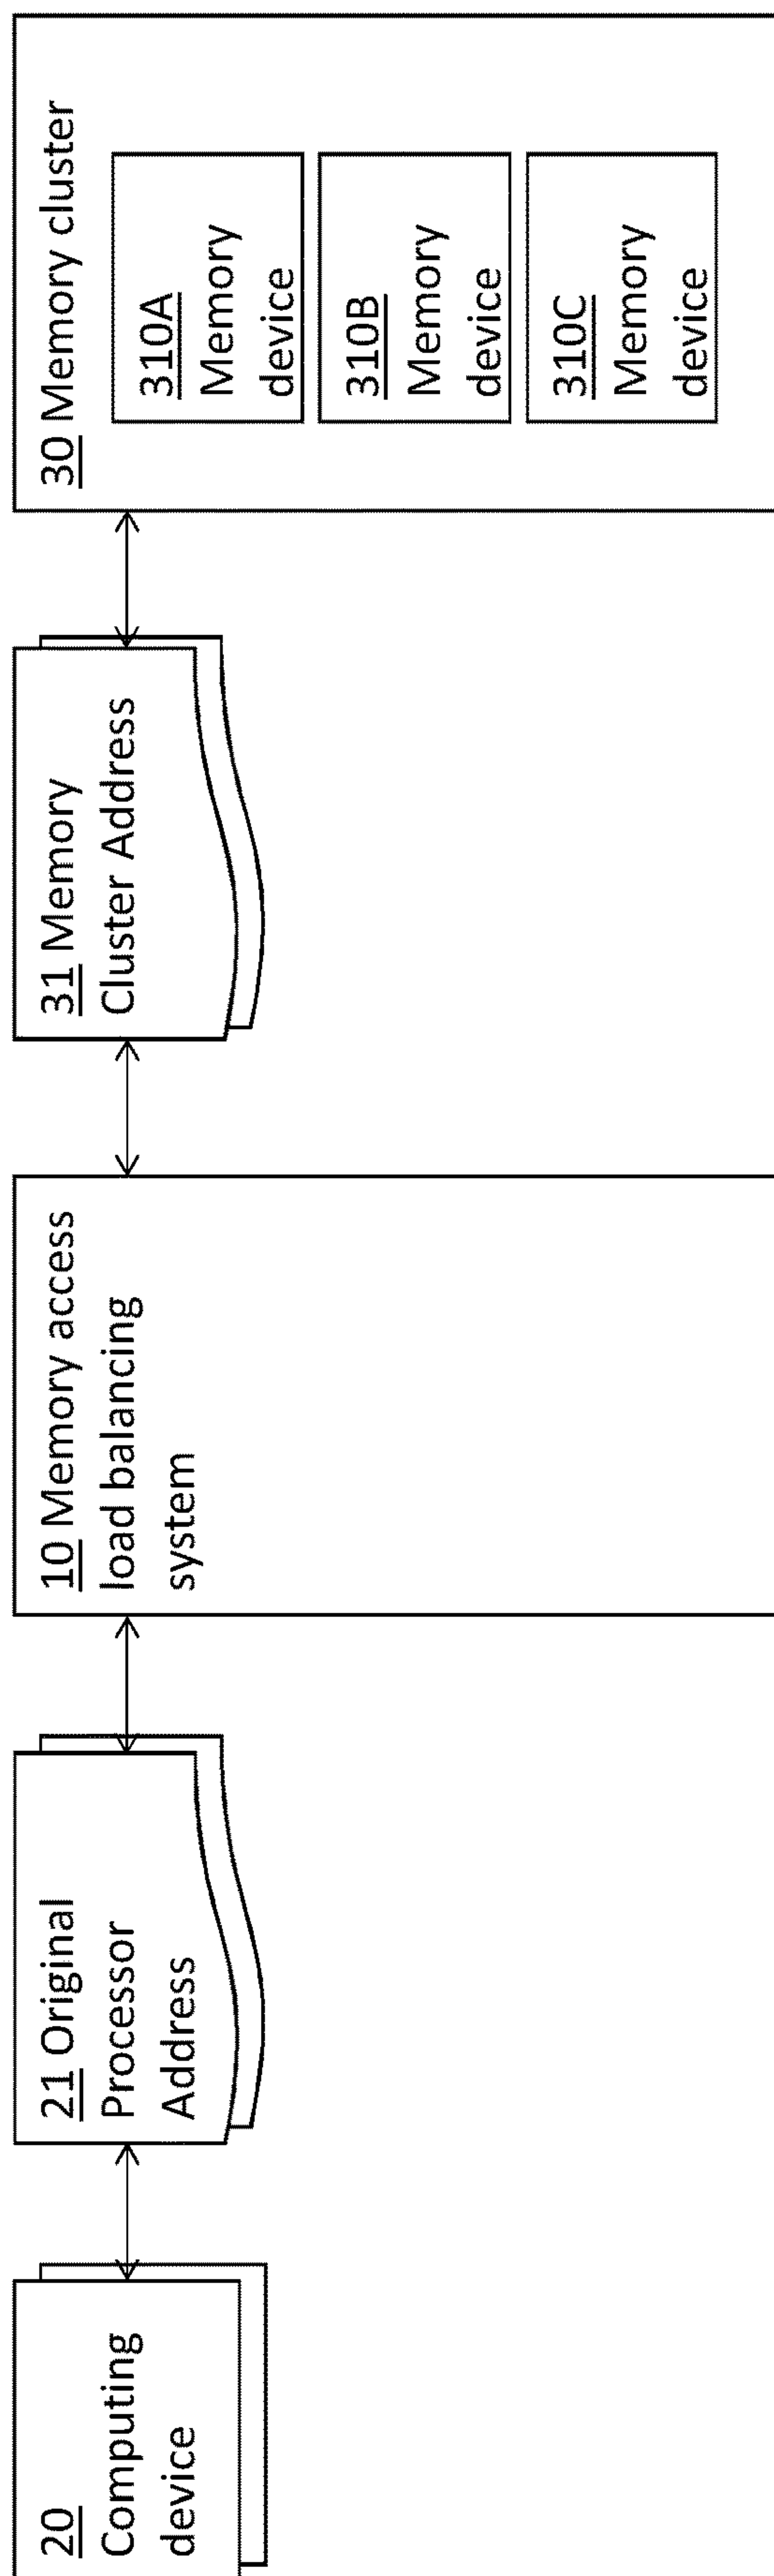 20
Computing
device
21 Original
Processor
Address
10 Memory access
load balancing
system
31 Memory
Cluster Address
30 Memory cluster
310A
Memory
device
310B
Memory
device
310C
Memory
device